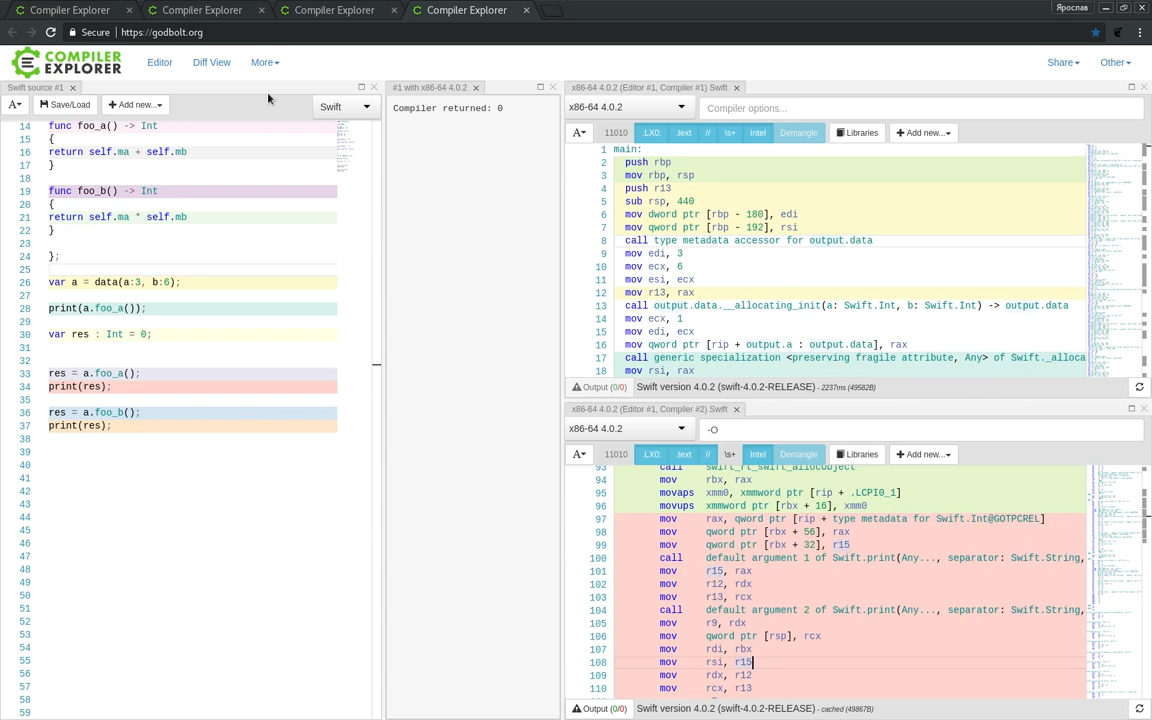 Compiler Explorer
Compiler Explorer
Compiler Explorer
Compiler Explorer
Ярослав
Secure https://godbolt.org
COMPILER EXPLORER
Editor
Diff View
More
Share
Other
Swift source #1
A
Save/Load
+ Add new...
Swift
14 func foo_a() -> Int
15 {
16 return self.ma + self.mb
17 }
18
19 func foo_b() -> Int
20 {
21 return self.ma * self.mb
22 }
23
24 };
25
26 var a = data(a:3, b:6);
27
28 print(a.foo_a());
29
30 var res : Int = 0;
31
32
33 res = a.foo_a();
34 print(res);
35
36 res = a.foo_b();
37 print(res);
38
39
40
41
42
43
44
45
46
47
48
49
50
51
52
53
54
55
56
57
58
59
#1 with x86-64 4.0.2
Compiler returned: 0
x86-64 4.0.2 (Editor #1, Compiler #1) Swift
x86-64 4.0.2
Compiler options...
A 11010 .LX0: .text // \s+ Intel Demangle Libraries + Add new...
1 main:
2 push rbp
3 mov rbp, rsp
4 push r13
5 sub rsp, 440
6 mov dword ptr [rbp - 180], edi
7 mov qword ptr [rbp - 192], rsi
8 call type metadata accessor for output.data
9 mov edi, 3
10 mov ecx, 6
11 mov esi, ecx
12 mov r13, rax
13 call output.data.__allocating_init(a: Swift.Int, b: Swift.Int) -> output.data
14 mov ecx, 1
15 mov edi, ecx
16 mov qword ptr [rip + output.a : output.data], rax
17 call generic specialization <preserving fragile attribute, Any> of Swift._alloca
18 mov rsi, rax
Output (0/0) Swift version 4.0.2 (swift-4.0.2-RELEASE) - 2237ms (49582B)
x86-64 4.0.2 (Editor #1, Compiler #2) Swift
x86-64 4.0.2
-O
A 11010 .LX0: .text // \s+ Intel Demangle Libraries + Add new...
93 call swift_rt_swift_allocObject
94 mov rbx, rax
95 movaps xmm0, xmmword ptr [rip + .LCPI0_1]
96 movups xmmword ptr [rbx + 16], xmm0
97 mov rax, qword ptr [rip + type metadata for Swift.Int@GOTPCREL]
98 mov qword ptr [rbx + 56], rax
99 mov qword ptr [rbx + 32], r15
100 call default argument 1 of Swift.print(Any..., separator: Swift.String,
101 mov r15, rax
102 mov r12, rdx
103 mov r13, rcx
104 call default argument 2 of Swift.print(Any..., separator: Swift.String,
105 mov r9, rdx
106 mov qword ptr [rsp], rcx
107 mov rdi, rbx
108 mov rsi, r15
109 mov rdx, r12
110 mov rcx, r13
Output (0/0) Swift version 4.0.2 (swift-4.0.2-RELEASE) - cached (49867B)